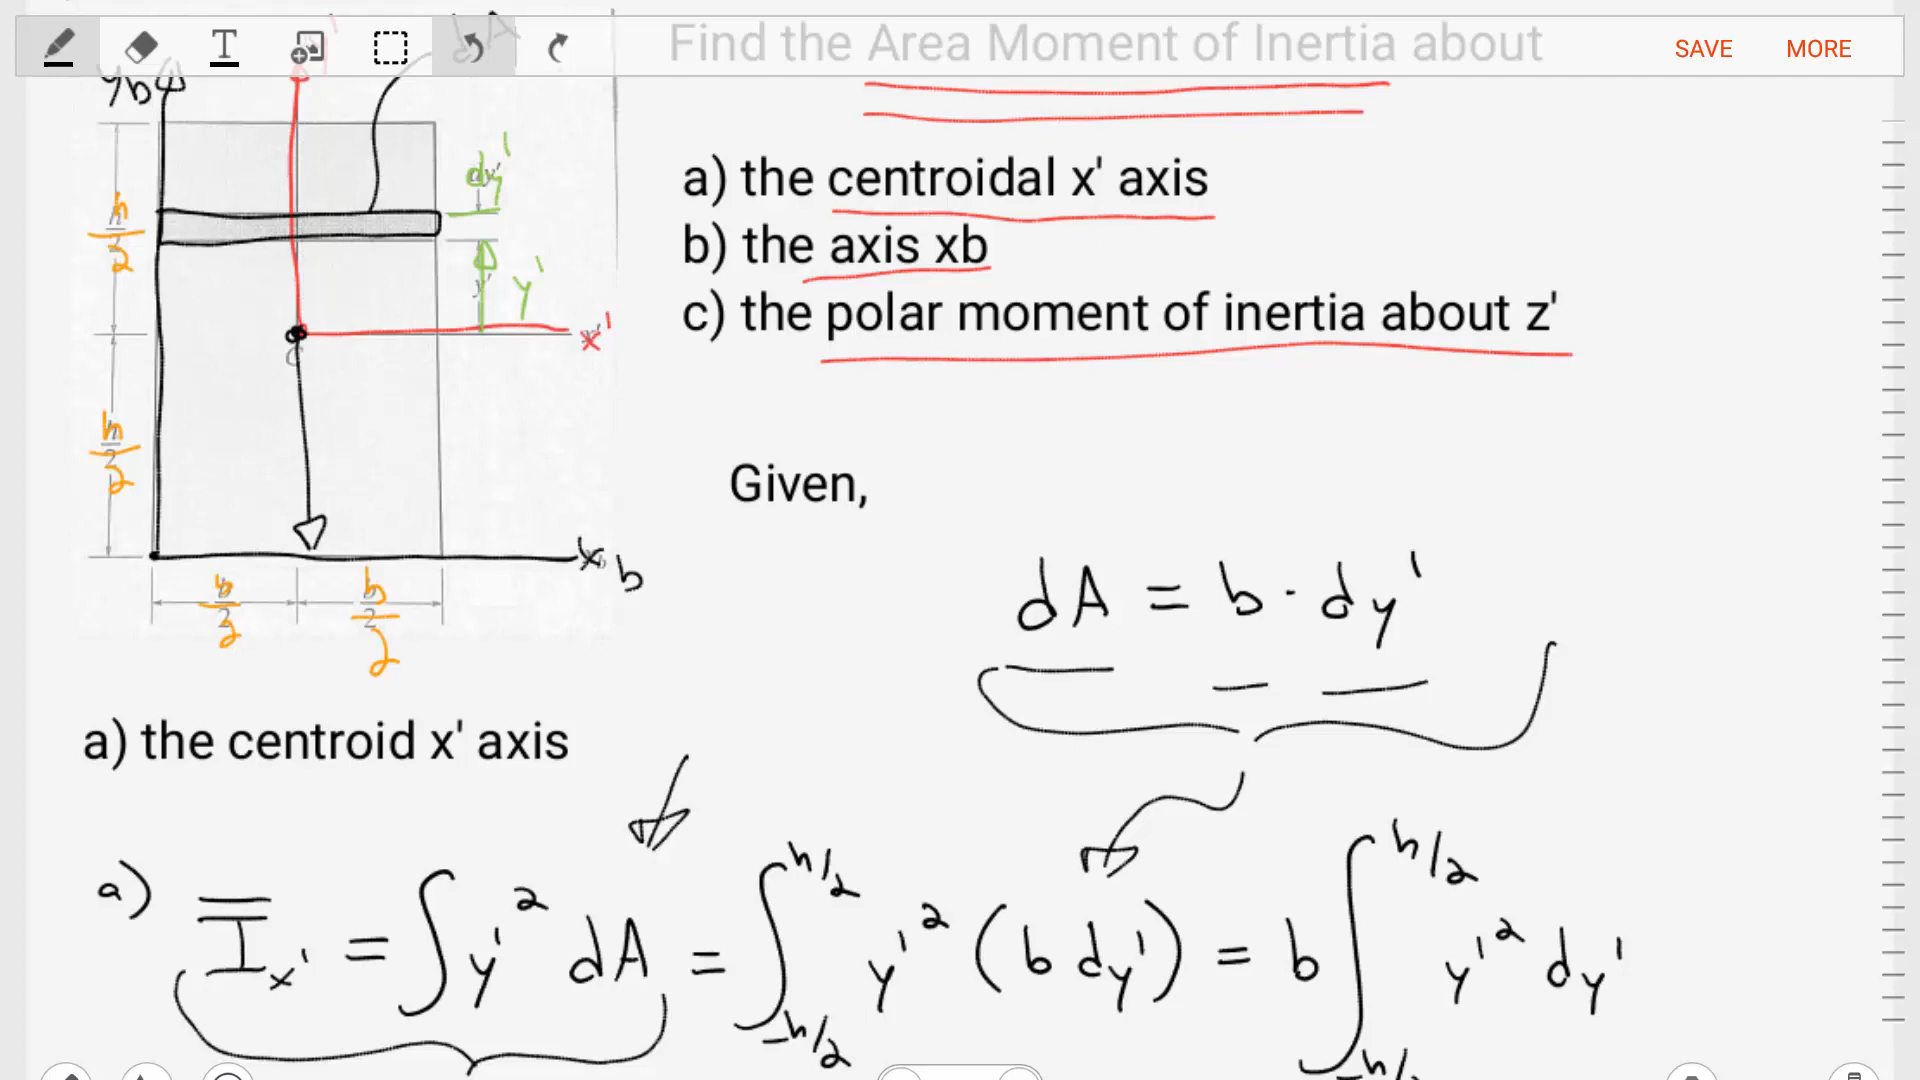 T
SAVE
MORE
Find the Area Moment of Inertia about
a) the centroidal x' axis
b) the axis xb
c) the polar moment of inertia about z'
yb
dA
dy'
y'
x'
C
h/2
h/2
xb
b/2
b/2
Given,
dA = b · dy'
a) the centroid x' axis
a) I̅x' = ∫ y'² dA = ∫_{-h/2}^{h/2} y'² (b dy') = b ∫_{-h/}^{h/2} y'² dy'